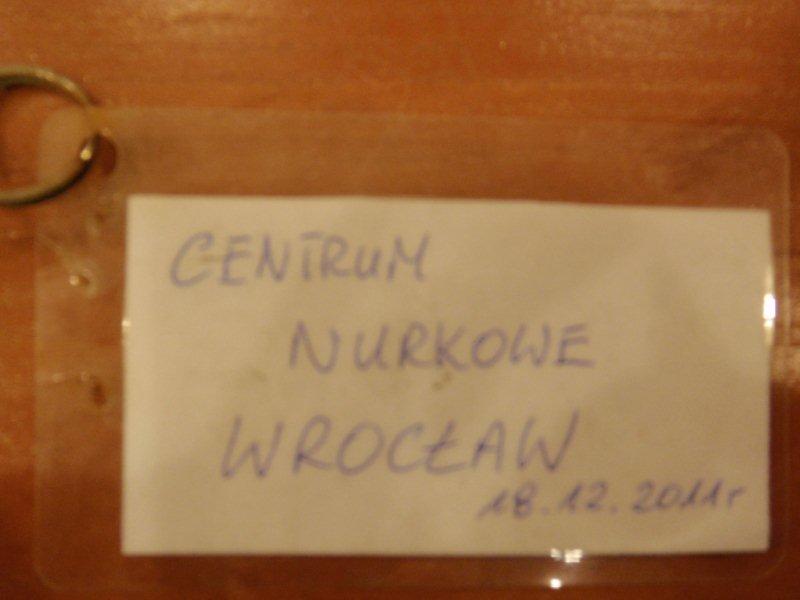 CENTRUM
NURKOWE
WROCŁAW
18.12.2011r